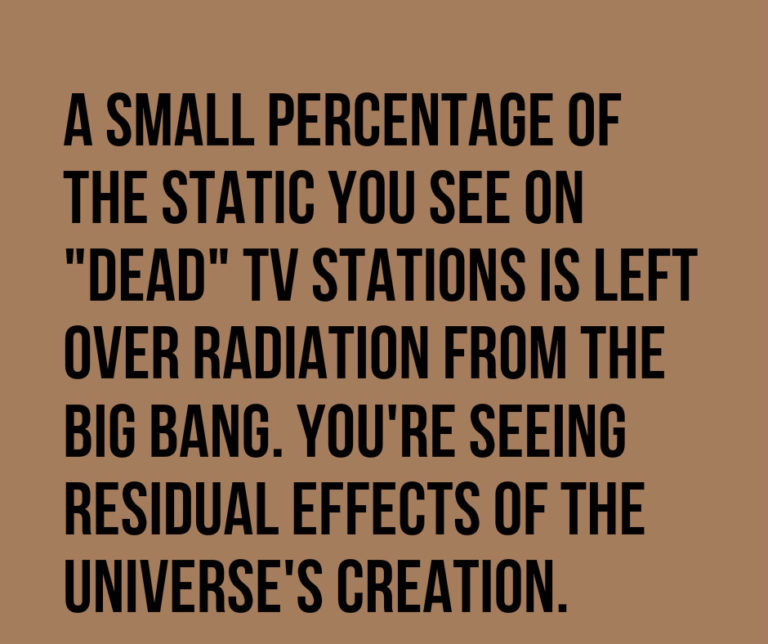 A SMALL PERCENTAGE OF
THE STATIC YOU SEE ON
"DEAD" TV STATIONS IS LEFT
OVER RADIATION FROM THE
BIG BANG. YOU'RE SEEING
RESIDUAL EFFECTS OF THE
UNIVERSE'S CREATION.